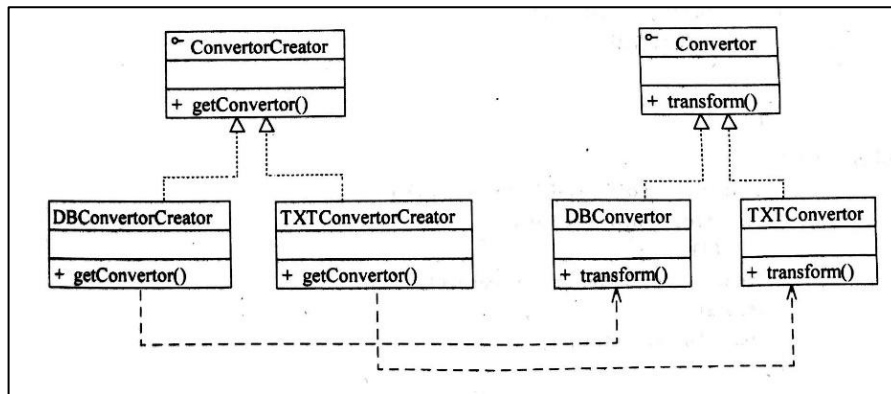 ConvertorCreator
+ getConvertor()
Convertor
+ transform()
DBConvertorCreator
+ getConvertor()
TXTConvertorCreator
+ getConvertor()
DBConvertor
+ transform()
TXTConvertor
+ transform()